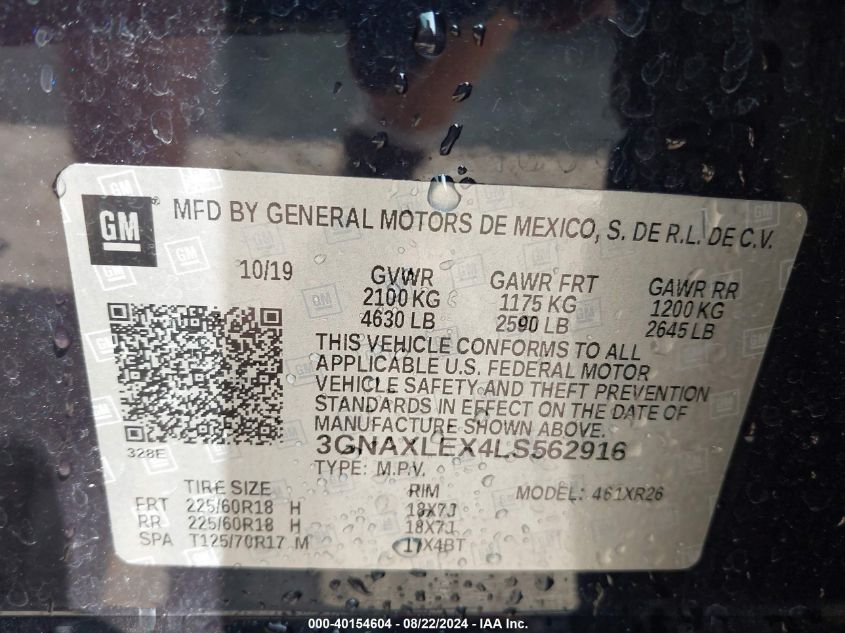 GM ® MFD BY GENERAL MOTORS DE MEXICO, S. DE R.L. DE C.V.
10/19 GVWR GAWR FRT GAWR RR
2100 KG 1175 KG 1200 KG
4630 LB 2590 LB 2645 LB
THIS VEHICLE CONFORMS TO ALL
APPLICABLE U.S. FEDERAL MOTOR
VEHICLE SAFETY AND THEFT PREVENTION
STANDARDS IN EFFECT ON THE DATE OF
MANUFACTURE SHOWN ABOVE.
328E
3GNAXLEX4LS562916
TYPE: M.P.V.
TIRE SIZE RIM MODEL: 461XR26
FRT 225/60R18 H 18X7J
RR 225/60R18 H 18X7J
SPA T125/70R17 M 17X4BT
000-40154604 - 08/22/2024 - IAA Inc.